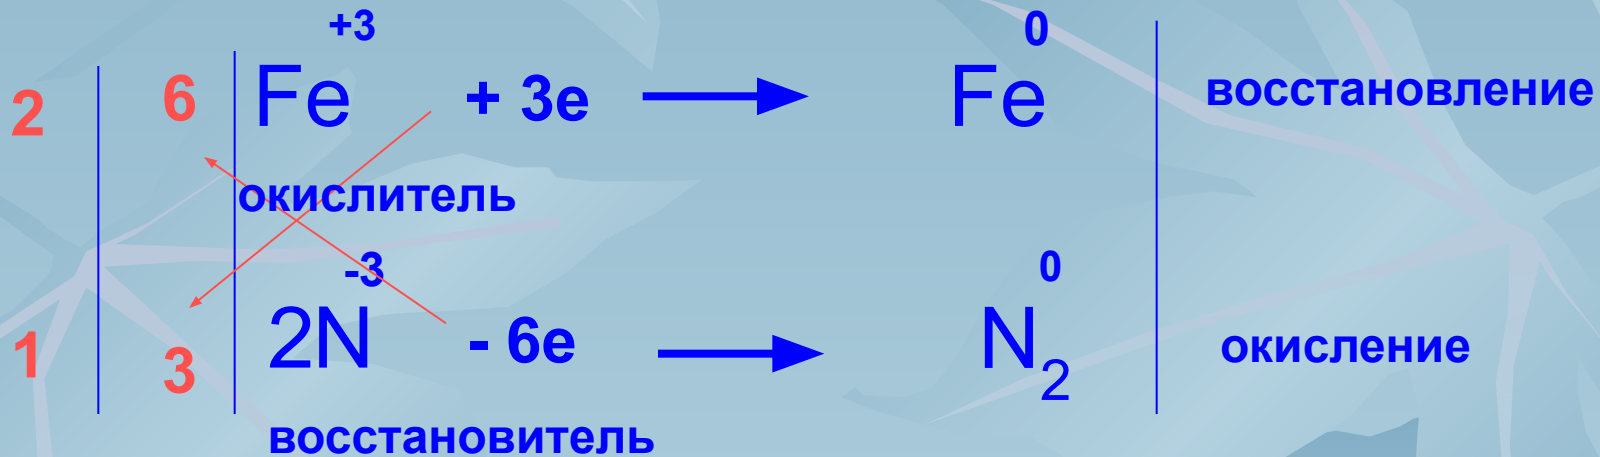 +3 0
2 6 Fe + 3e Fe восстановление
окислитель
-3 0
1 3 2N - 6e N2 окисление
восстановитель